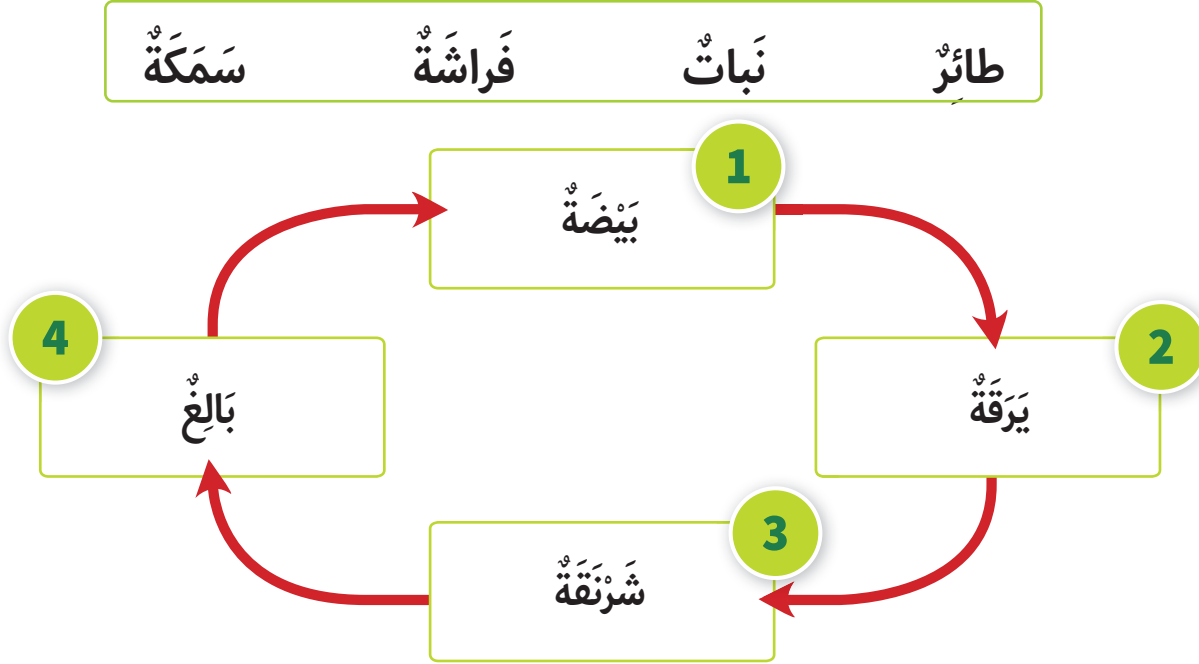 طائِرٌ نَباتٌ فَراشَةٌ سَمَكَةٌ
1
بَيْضَةٌ
2
يَرَقَةٌ
3
شَرْنَقَةٌ
4
بَالِغٌ